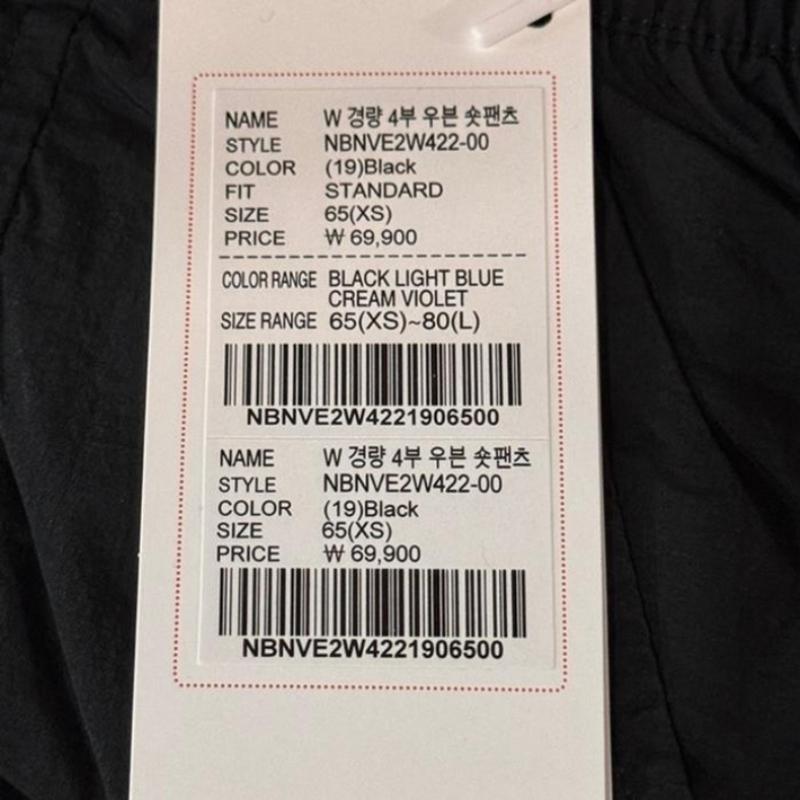 NAME W 경량 4부 우븐 숏팬츠
STYLE NBNVE2W422-00
COLOR (19)Black
FIT STANDARD
SIZE 65(XS)
PRICE ₩ 69,900
COLOR RANGE BLACK LIGHT BLUE
CREAM VIOLET
SIZE RANGE 65(XS)~80(L)
NBNVE2W4221906500
NAME W 경량 4부 우븐 숏팬츠
STYLE NBNVE2W422-00
COLOR (19)Black
SIZE 65(XS)
PRICE ₩ 69,900
NBNVE2W4221906500